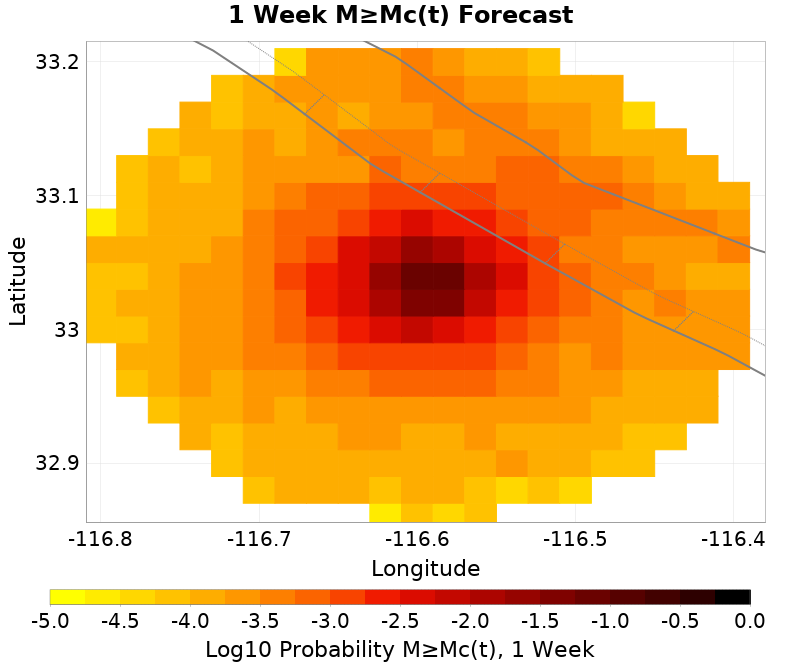 1 Week M≥Mc(t) Forecast
33.2
33.1
33
32.9
Latitude
-116.8 -116.7 -116.6 -116.5 -116.4
Longitude
-5.0 -4.5 -4.0 -3.5 -3.0 -2.5 -2.0 -1.5 -1.0 -0.5 0.0
Log10 Probability M≥Mc(t), 1 Week